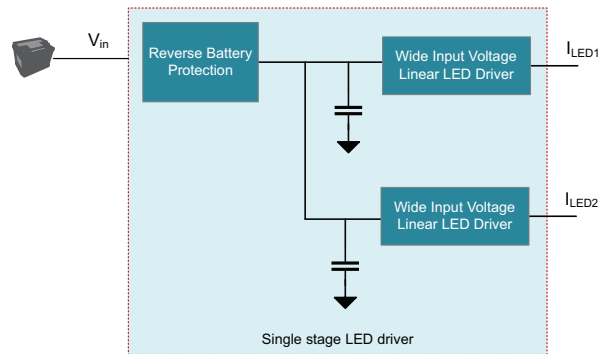 V_in
Reverse Battery
Protection
Wide Input Voltage
Linear LED Driver
I_LED1
Wide Input Voltage
Linear LED Driver
I_LED2
Single stage LED driver